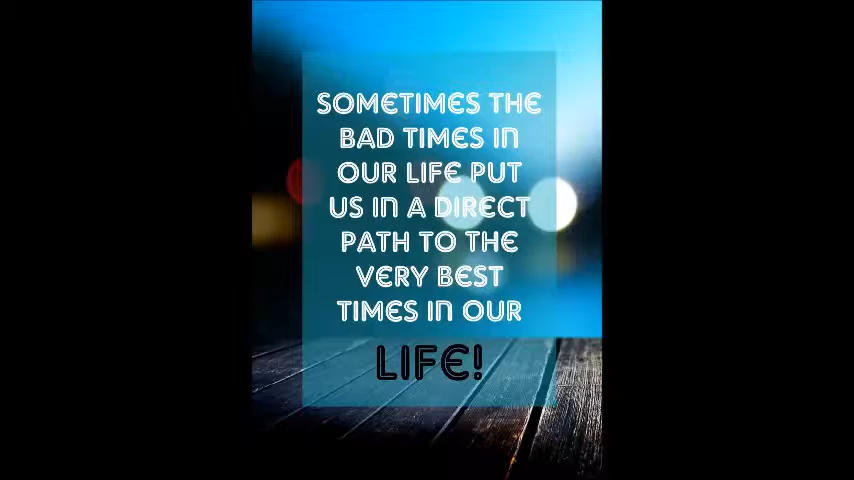 SOMETIMES THE
BAD TIMES IN
OUR LIFE PUT
US IN A DIRECT
PATH TO THE
VERY BEST
TIMES IN OUR
LIFE!